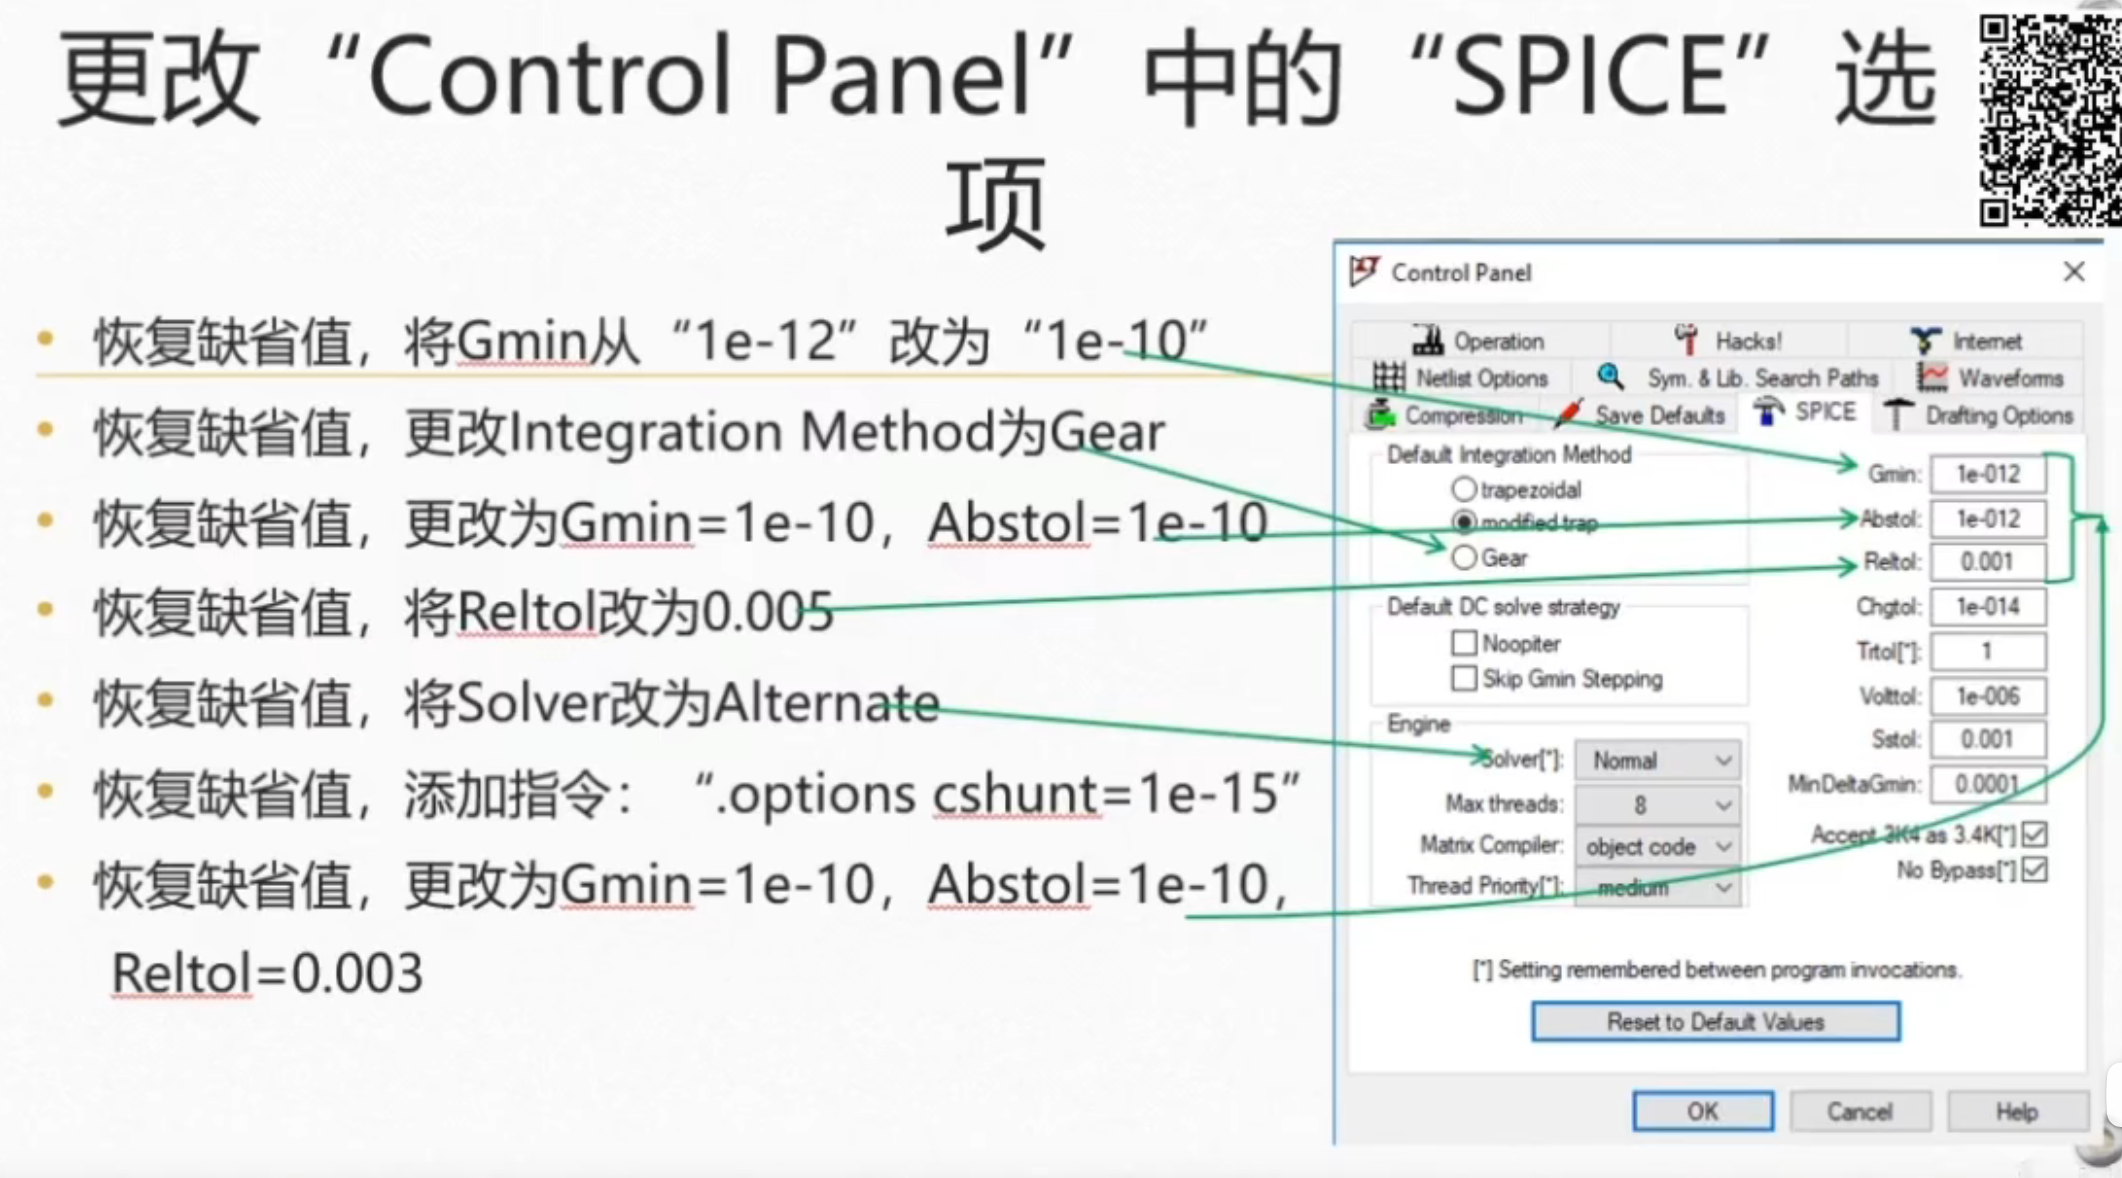 更改“Control Panel”中的“SPICE”选
项
• 恢复缺省值，将Gmin从“1e-12”改为“1e-10”
• 恢复缺省值，更改Integration Method为Gear
• 恢复缺省值，更改为Gmin=1e-10，Abstol=1e-10
• 恢复缺省值，将Reltol改为0.005
• 恢复缺省值，将Solver改为Alternate
• 恢复缺省值，添加指令：“.options cshunt=1e-15”
• 恢复缺省值，更改为Gmin=1e-10，Abstol=1e-10，
Reltol=0.003
Control Panel
Operation Hacks! Internet
Netlist Options Sym. & Lib. Search Paths Waveforms
Compression Save Defaults SPICE Drafting Options
Default Integration Method
trapezoidal
modified trap
Gear
Default DC solve strategy
Noopiter
Skip Gmin Stepping
Engine
Solver[*]: Normal
Max threads: 8
Matrix Compiler: object code
Thread Priority[*]: medium
Gmin: 1e-012
Abstol: 1e-012
Reltol: 0.001
Chgtol: 1e-014
Trtol[*]: 1
Volttol: 1e-006
Sstol: 0.001
MinDeltaGmin: 0.0001
Accept 3K4 as 3.4K[*]
No Bypass[*]
[*] Setting remembered between program invocations.
Reset to Default Values
OK Cancel Help